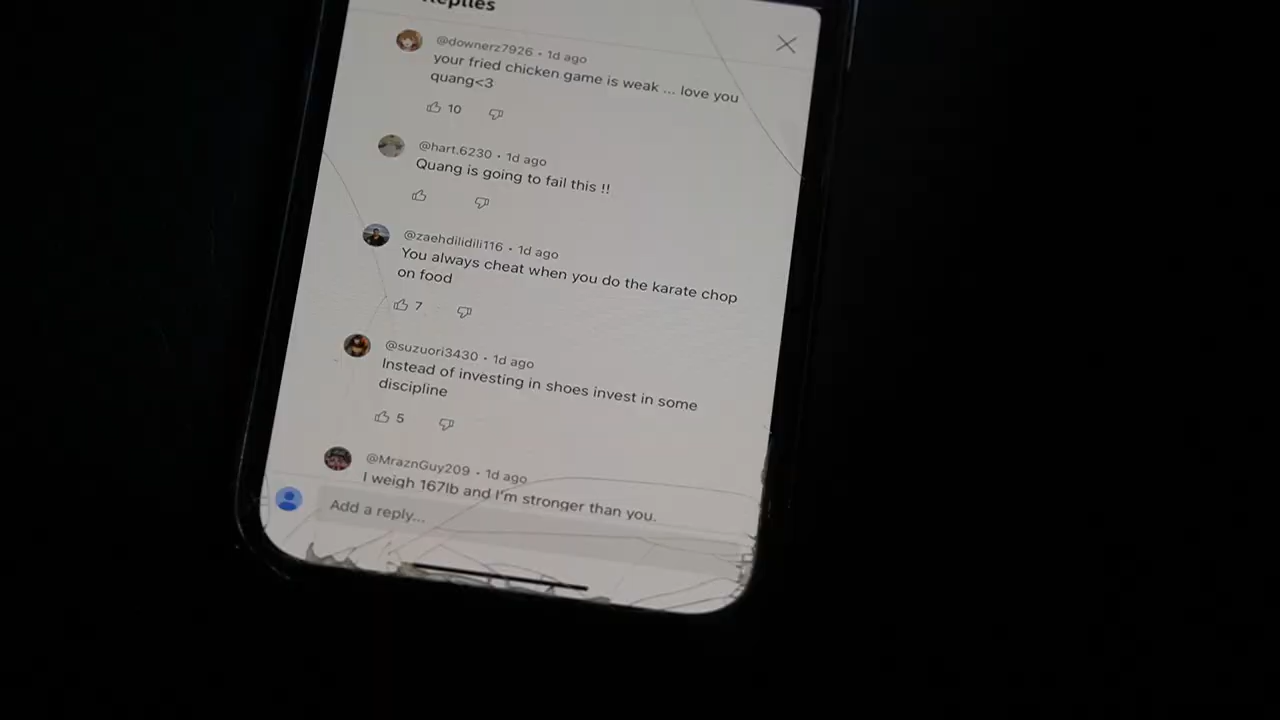 Replies
@downerz7926 • 1d ago
your fried chicken game is weak ... love you
quang<3
10
@hart.6230 • 1d ago
Quang is going to fail this !!
@zaehdilidili116 • 1d ago
You always cheat when you do the karate chop
on food
7
@suzuori3430 • 1d ago
Instead of investing in shoes invest in some
discipline
5
@MraznGuy209 • 1d ago
I weigh 167lb and I'm stronger than you.
Add a reply...